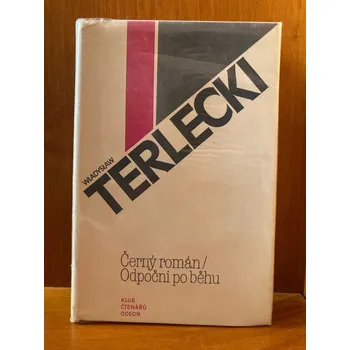 WŁADYSŁAW
TERLECKI
Černý román/
Odpočni po běhu
KLUB
ČTENÁŘŮ
ODEON